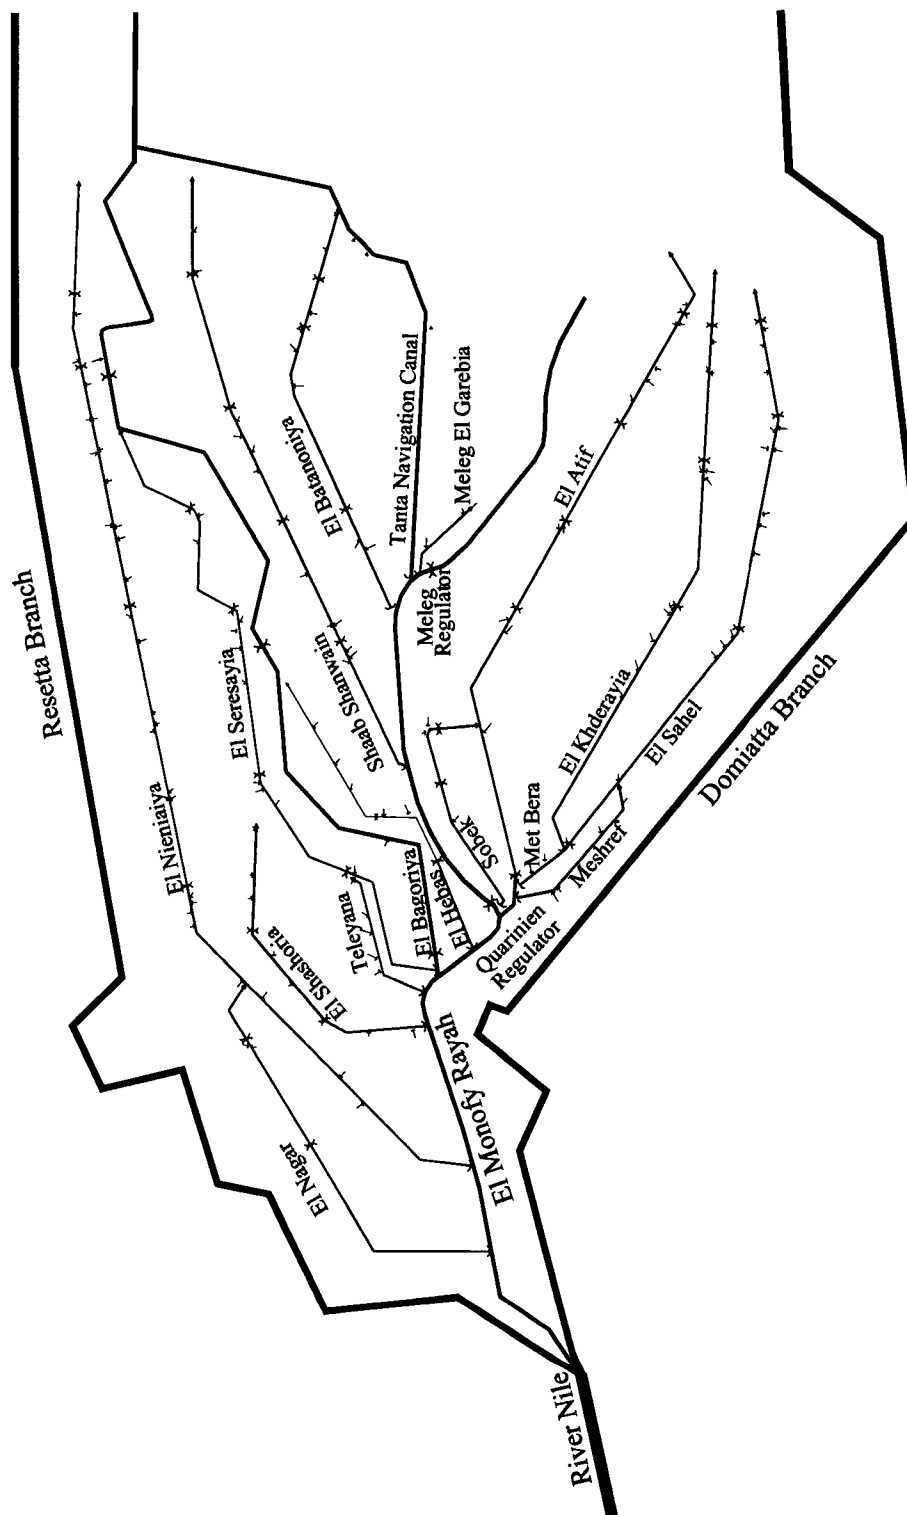 Resetta Branch
El Nieniaiya
El Seresayia
Shaab Shanwain
El Batanoniya
Tanta Navigation Canal
Meleg El Garebia
Meleg
Regulator
El Atif
El Khderayia
El Sahel
Domiatta Branch
Sobek
Met Bera
Meshref
El Hebas
El Bagoriya
Teleyana
El Shashoria
Quarinien
Regulator
El Monofy Rayah
El Nagar
River Nile